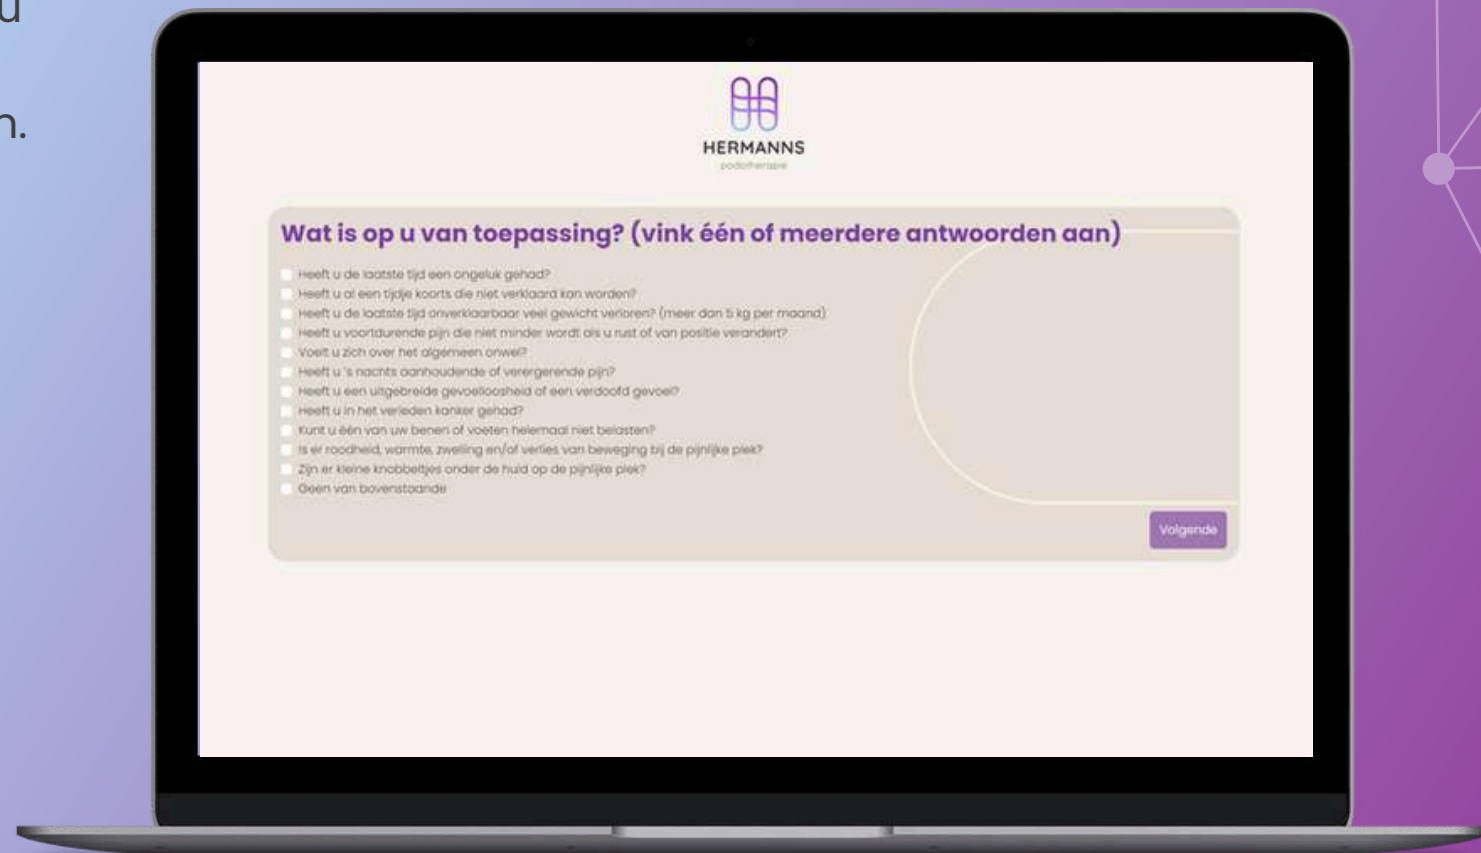 u
n.
HERMANNS
podotherapie
Wat is op u van toepassing? (vink één of meerdere antwoorden aan)
Heeft u de laatste tijd een ongeluk gehad?
Heeft u al een tijdje koorts die niet verklaard kan worden?
Heeft u de laatste tijd onverklaarbaar veel gewicht verloren? (meer dan 5 kg per maand)
Heeft u voortdurende pijn die niet minder wordt als u rust of van positie verandert?
Voelt u zich over het algemeen onwel?
Heeft u 's nachts aanhoudende of verergerende pijn?
Heeft u een uitgebreide gevoelloosheid of een verdoofd gevoel?
Heeft u in het verleden kanker gehad?
Kunt u één van uw benen of voeten helemaal niet belasten?
Is er roodheid, warmte, zwelling en/of verlies van beweging bij de pijnlijke plek?
Zijn er kleine knobbeltjes onder de huid op de pijnlijke plek?
Geen van bovenstaande
Volgende